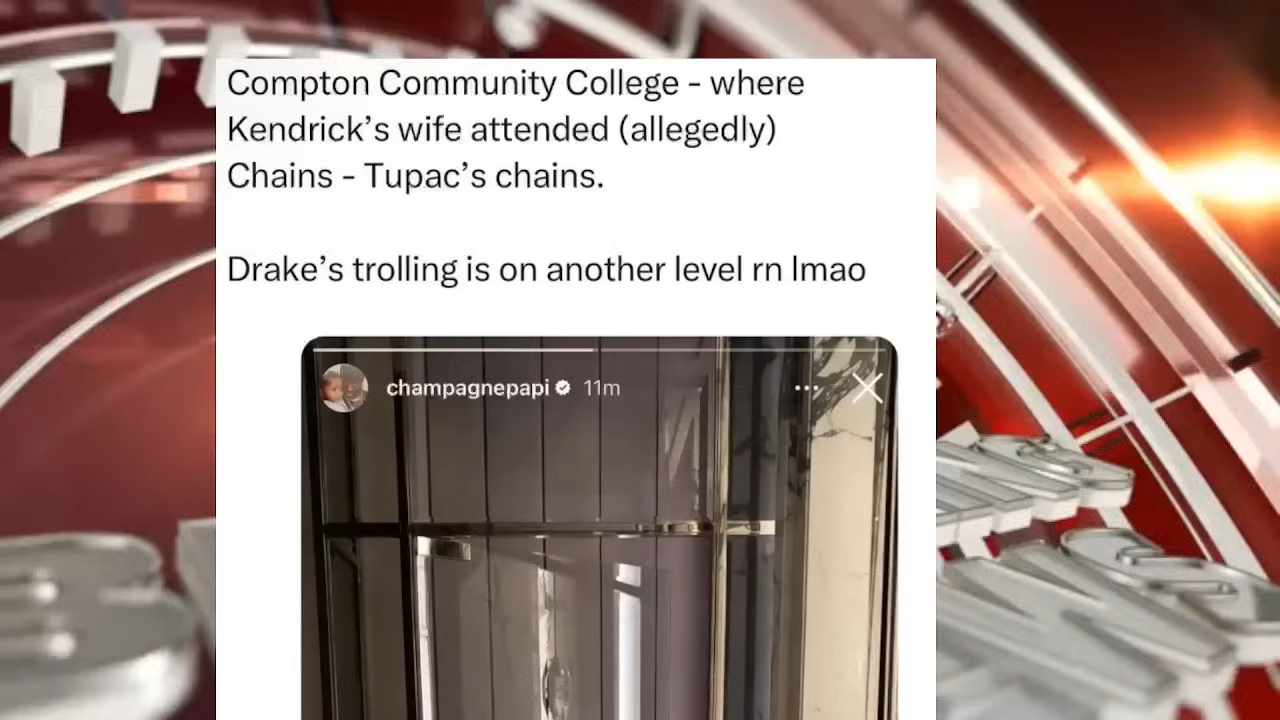 Compton Community College - where
Kendrick’s wife attended (allegedly)
Chains - Tupac’s chains.
Drake’s trolling is on another level rn lmao
champagnepapi 11m